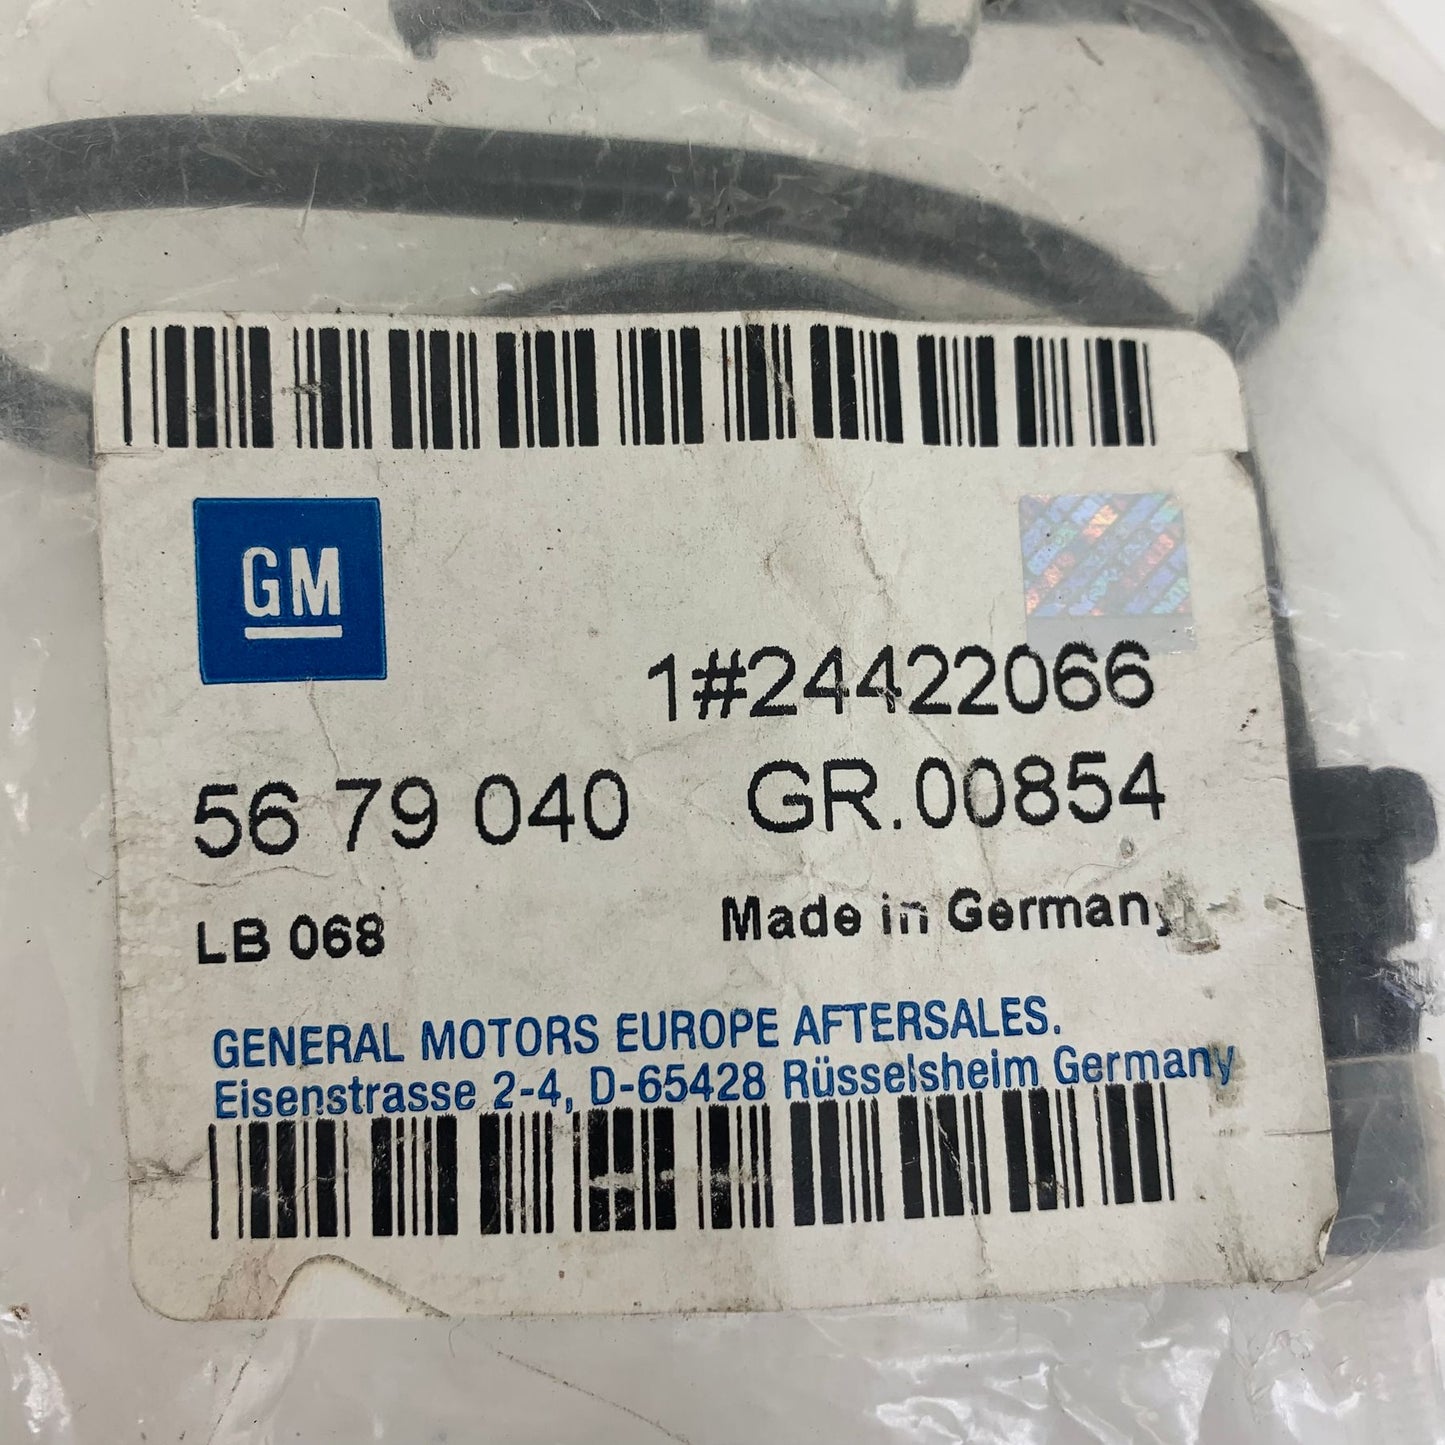 GM
1#24422066
56 79 040 GR.00854
LB 068 Made in Germany
GENERAL MOTORS EUROPE AFTERSALES.
Eisenstrasse 2-4, D-65428 Rüsselsheim Germany